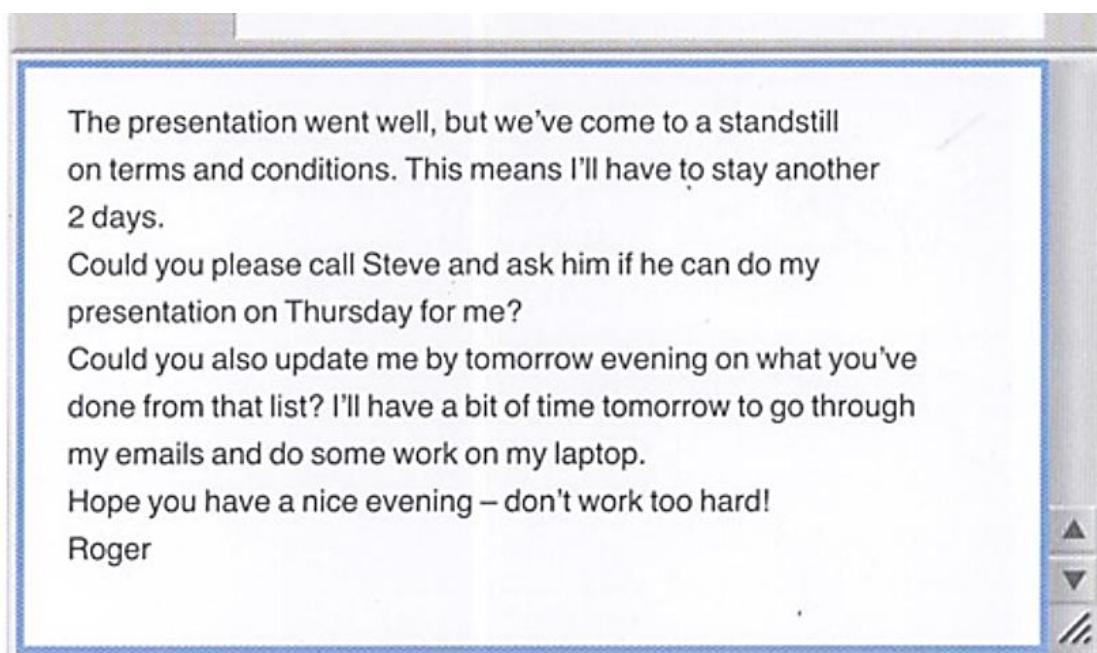 The presentation went well, but we've come to a standstill
on terms and conditions. This means I'll have to stay another
2 days.
Could you please call Steve and ask him if he can do my
presentation on Thursday for me?
Could you also update me by tomorrow evening on what you've
done from that list? I'll have a bit of time tomorrow to go through
my emails and do some work on my laptop.
Hope you have a nice evening – don't work too hard!
Roger